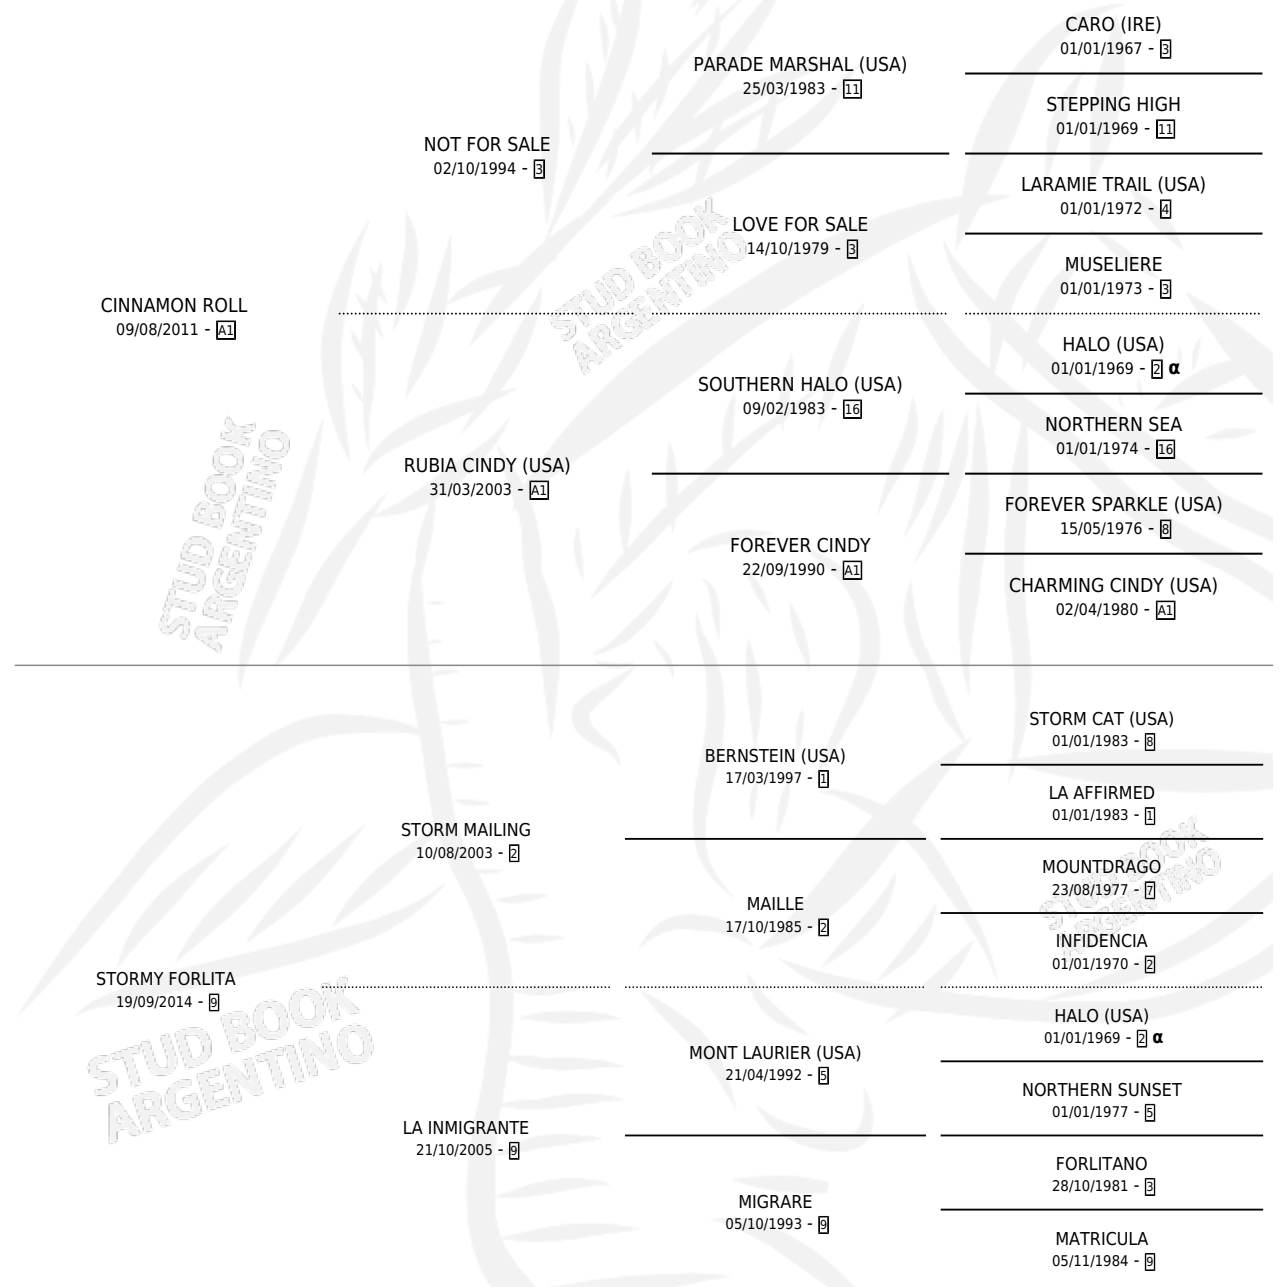 CARO (IRE)
01/01/1967 - 3
PARADE MARSHAL (USA)
25/03/1983 - 11
STEPPING HIGH
01/01/1969 - 11
NOT FOR SALE
02/10/1994 - 3
LARAMIE TRAIL (USA)
01/01/1972 - 4
LOVE FOR SALE
14/10/1979 - 3
MUSELIERE
01/01/1973 - 3
CINNAMON ROLL
09/08/2011 - A1
HALO (USA)
01/01/1969 - 2 α
SOUTHERN HALO (USA)
09/02/1983 - 16
NORTHERN SEA
01/01/1974 - 16
RUBIA CINDY (USA)
31/03/2003 - A1
FOREVER SPARKLE (USA)
15/05/1976 - 8
FOREVER CINDY
22/09/1990 - A1
CHARMING CINDY (USA)
02/04/1980 - A1
STUD BOOK
ARGENTINO
STUD BOOK
ARGENTINO
STORM CAT (USA)
01/01/1983 - 8
BERNSTEIN (USA)
17/03/1997 - 1
LA AFFIRMED
01/01/1983 - 1
STORM MAILING
10/08/2003 - 2
MOUNTDRAGO
23/08/1977 - 7
MAILLE
17/10/1985 - 2
INFIDENCIA
01/01/1970 - 2
STORMY FORLITA
19/09/2014 - 9
HALO (USA)
01/01/1969 - 2 α
MONT LAURIER (USA)
21/04/1992 - 5
NORTHERN SUNSET
01/01/1977 - 5
LA INMIGRANTE
21/10/2005 - 9
FORLITANO
28/10/1981 - 3
MIGRARE
05/10/1993 - 9
MATRICULA
05/11/1984 - 9
STUD BOOK
ARGENTINO
STUD BOOK
ARGENTINO